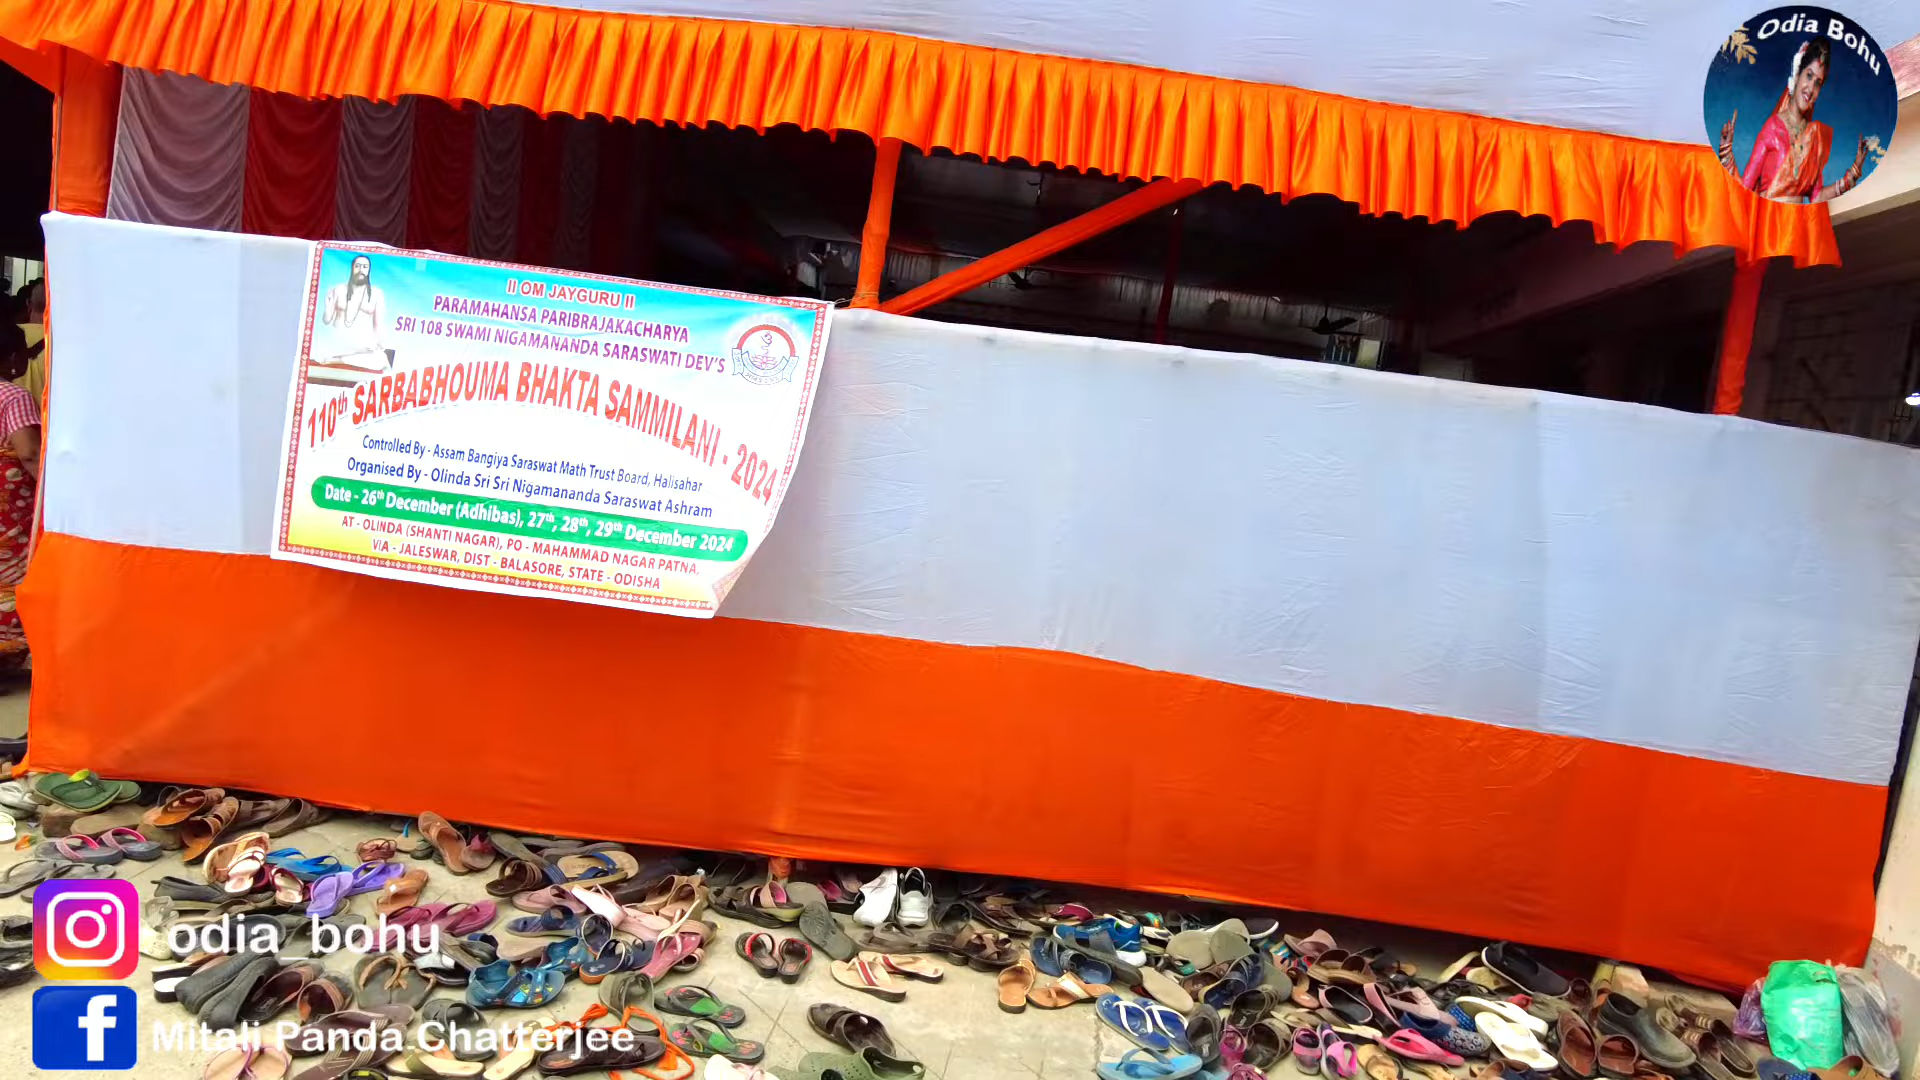 Odia Bohu
II OM JAYGURU II
PARAMAHANSA PARIBRAJAKACHARYA
SRI 108 SWAMI NIGAMANANDA SARASWATI DEV'S
110th SARBABHOUMA BHAKTA SAMMILANI - 2024
Controlled By - Assam Bangiya Saraswat Math Trust Board, Halisahar
Organised By - Olinda Sri Sri Nigamananda Saraswat Ashram
Date - 26th December (Adhibas), 27th, 28th, 29th December 2024
AT - OLINDA (SHANTI NAGAR), PO - MAHAMMAD NAGAR PATNA,
VIA - JALESWAR, DIST - BALASORE, STATE - ODISHA
odia_bohu
Mitali Panda Chatterjee